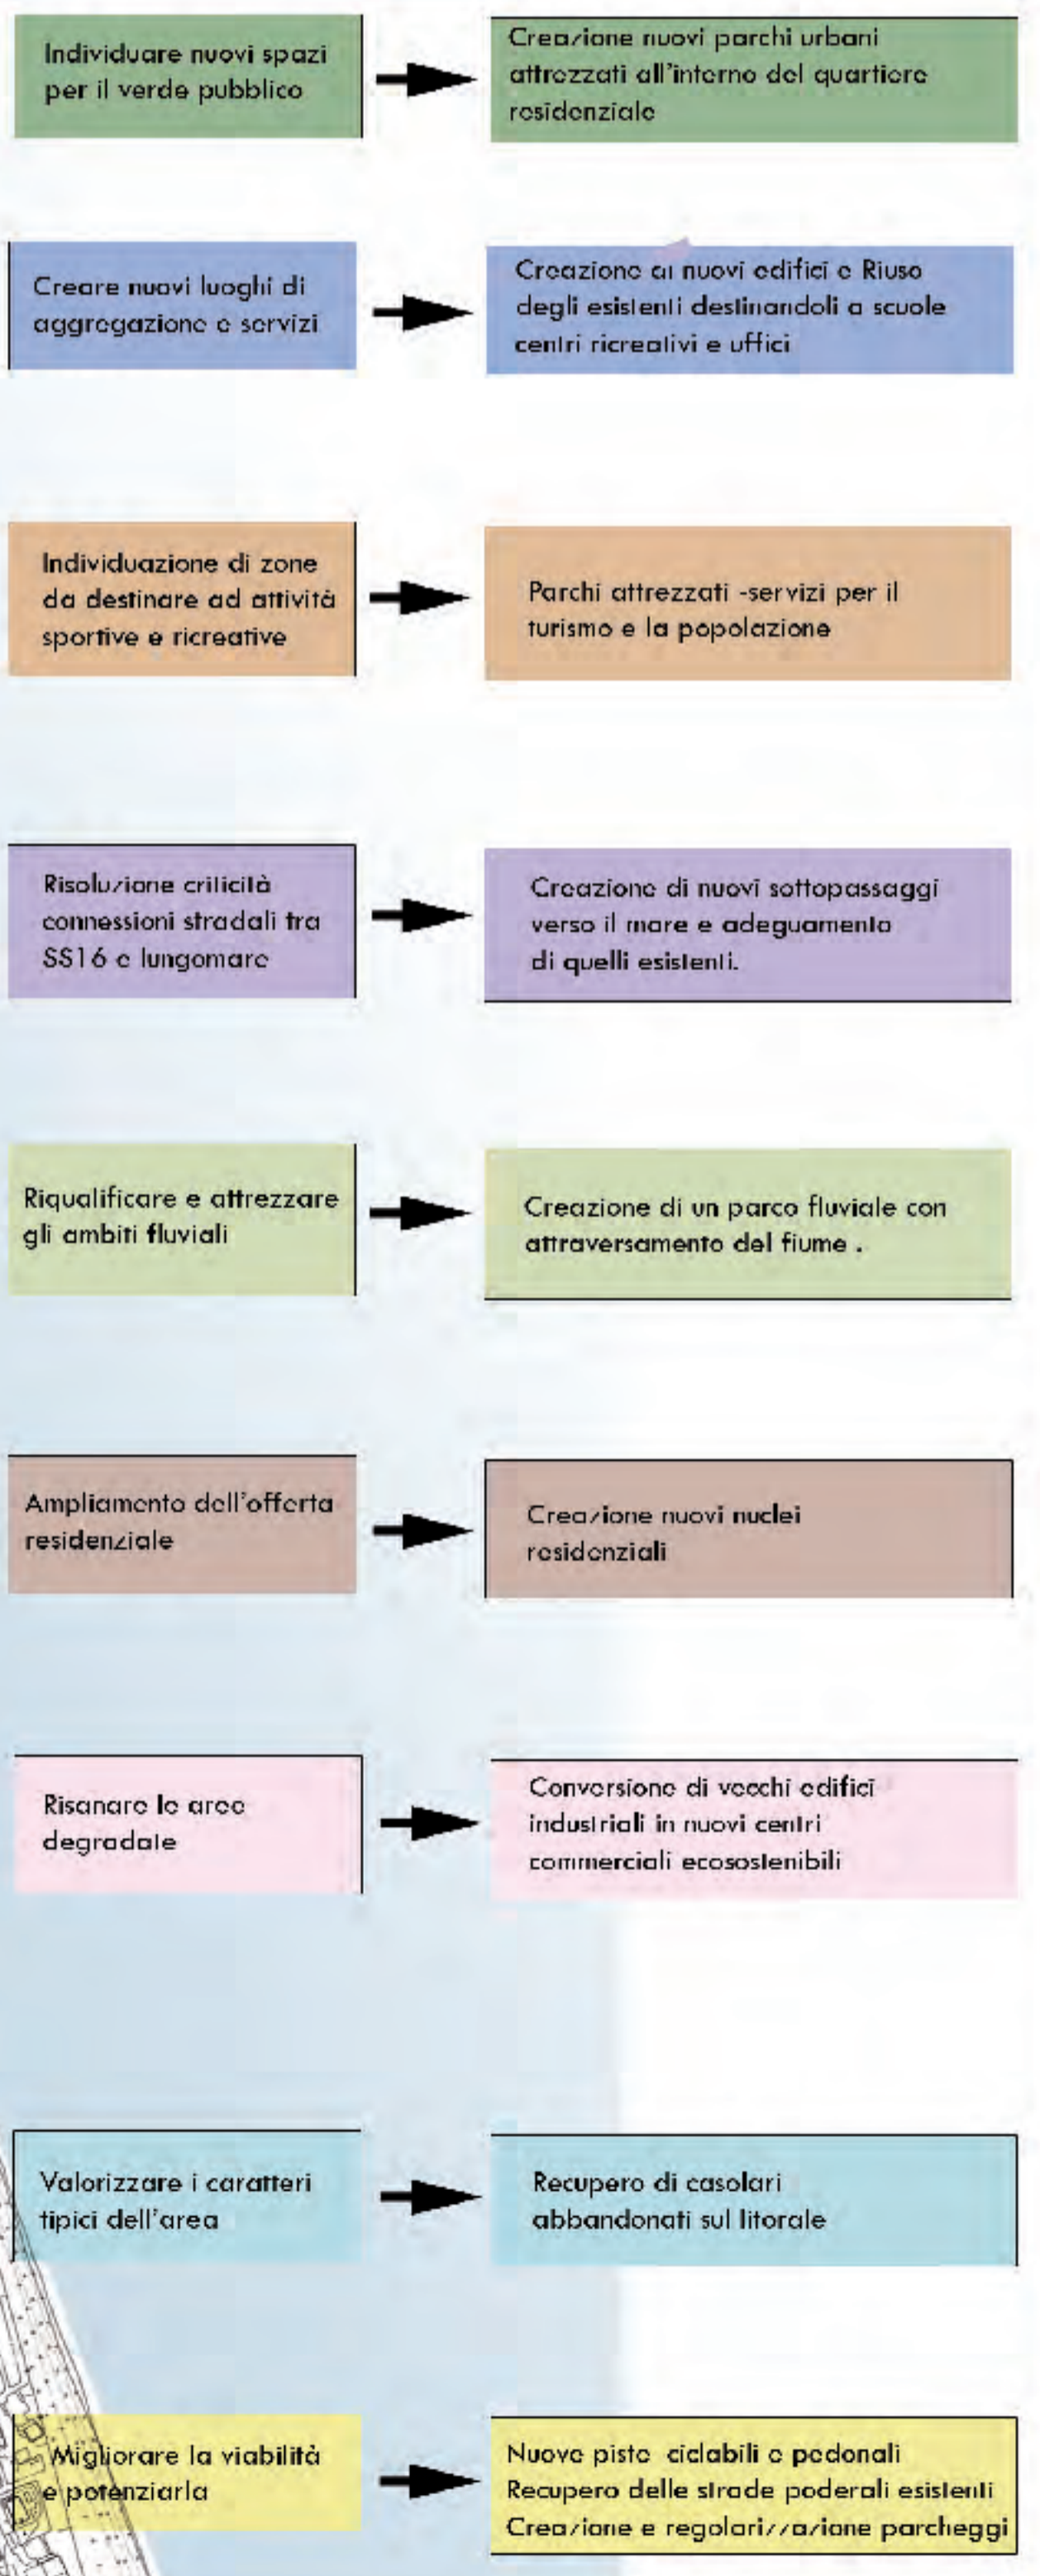 Individuare nuovi spazi
per il verde pubblico
Creazione nuovi parchi urbani
attrezzati all'interno del quartiere
residenziale
Creare nuovi luoghi di
aggregazione e servizi
Creazione di nuovi edifici e Riuso
degli esistenti destinandoli a scuole
centri ricreativi e uffici
Individuazione di zone
da destinare ad attività
sportive e ricreative
Parchi attrezzati -servizi per il
turismo e la popolazione
Risoluzione criticità
connessioni stradali tra
SS16 e lungomare
Creazione di nuovi sottopassaggi
verso il mare e adeguamento
di quelli esistenti.
Riqualificare e attrezzare
gli ambiti fluviali
Creazione di un parco fluviale con
attraversamento del fiume .
Ampliamento dell'offerta
residenziale
Creazione nuovi nuclei
residenziali
Risanare le aree
degradate
Conversione di vecchi edifici
industriali in nuovi centri
commerciali ecosostenibili
Valorizzare i caratteri
tipici dell'area
Recupero di casolari
abbandonati sul litorale
Migliorare la viabilità
e potenziarla
Nuove piste ciclabili e pedonali
Recupero delle strade poderali esistenti
Creazione e regolarizzazione parcheggi